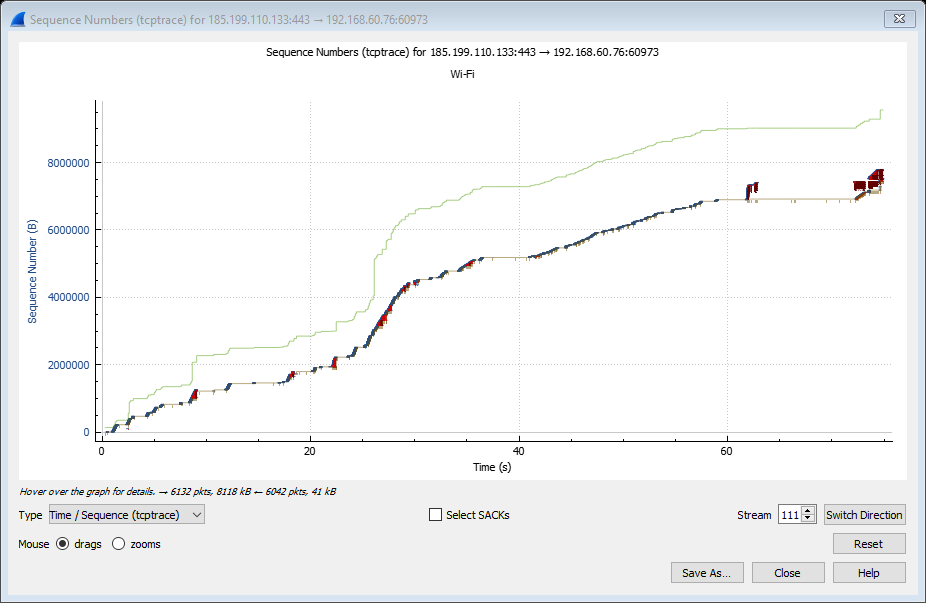 Sequence Numbers (tcptrace) for 185.199.110.133:443 → 192.168.60.76:60973
Sequence Numbers (tcptrace) for 185.199.110.133:443 → 192.168.60.76:60973
Wi-Fi
8000000
6000000
4000000
2000000
0
Sequence Number (B)
0 20 40 60
Time (s)
Hover over the graph for details. → 6132 pkts, 8118 kB ← 6042 pkts, 41 kB
Type Time / Sequence (tcptrace) Select SACKs Stream 111 Switch Direction
Mouse drags zooms Reset
Save As... Close Help